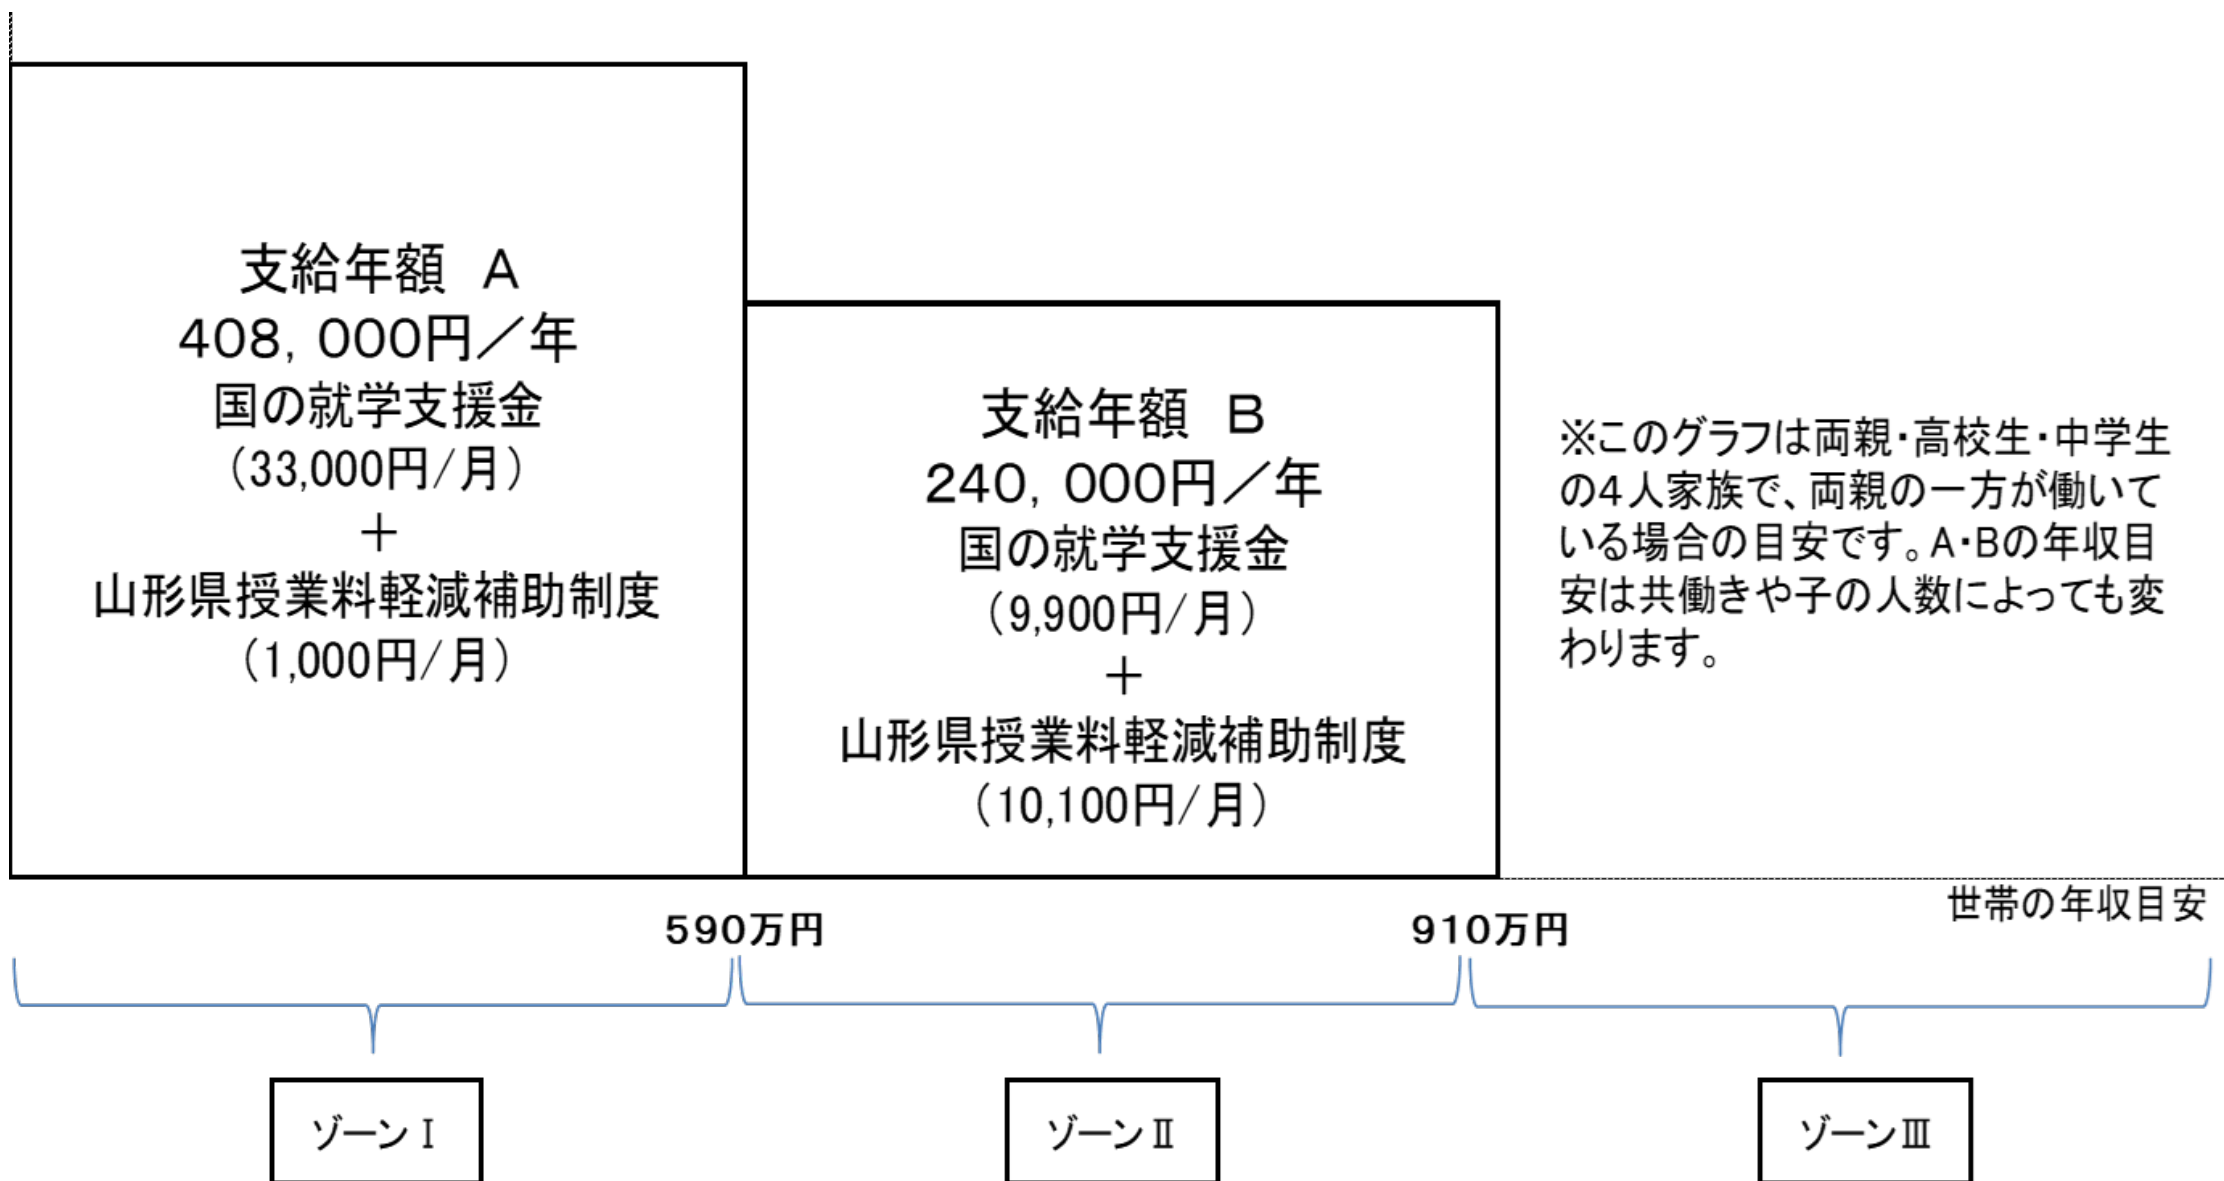 支給年額　A
408，000円／年
国の就学支援金
（33,000円/月）
＋
山形県授業料軽減補助制度
（1,000円/月）
支給年額　B
240，000円／年
国の就学支援金
（9,900円/月）
＋
山形県授業料軽減補助制度
（10,100円/月）
※このグラフは両親・高校生・中学生
の4人家族で、両親の一方が働いて
いる場合の目安です。A・Bの年収目
安は共働きや子の人数によっても変
わります。
世帯の年収目安
590万円
910万円
ゾーンⅠ
ゾーンⅡ
ゾーンⅢ